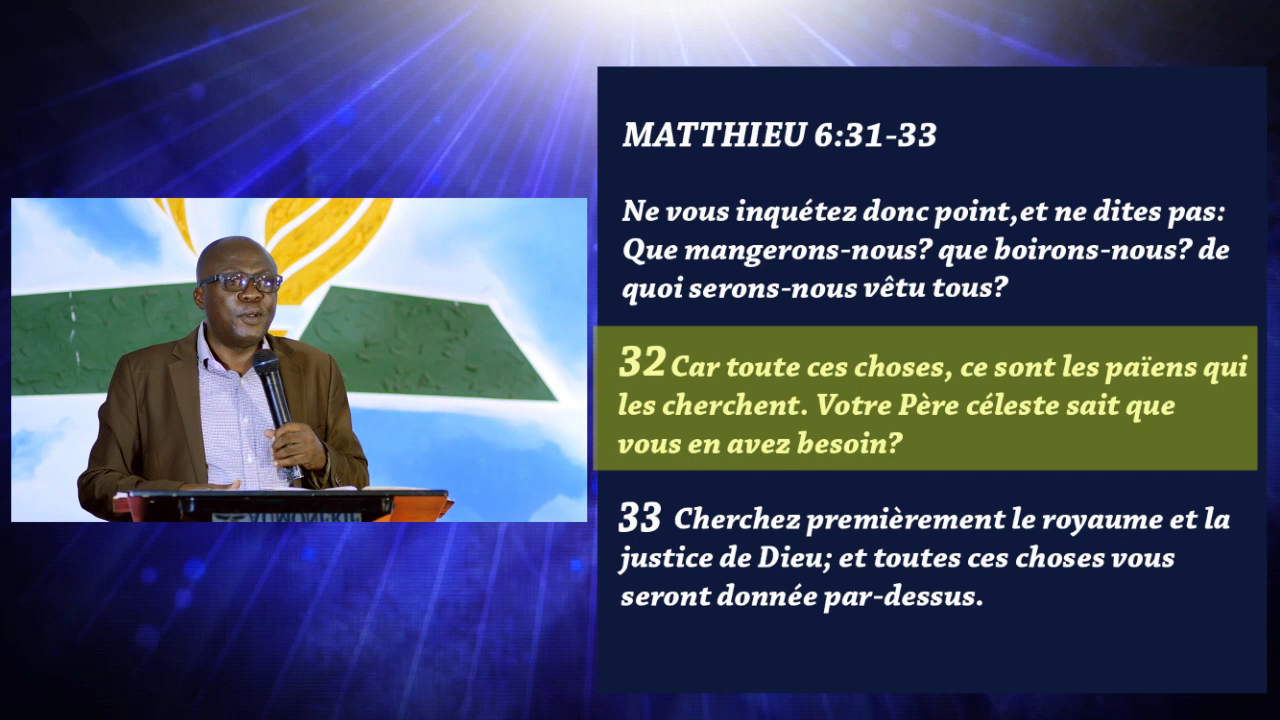 MATTHIEU 6:31-33
Ne vous inquétez donc point,et ne dites pas:
Que mangerons-nous? que boirons-nous? de
quoi serons-nous vêtu tous?
32 Car toute ces choses, ce sont les païens qui
les cherchent. Votre Père céleste sait que
vous en avez besoin?
33 Cherchez premièrement le royaume et la
justice de Dieu; et toutes ces choses vous
seront donnée par-dessus.